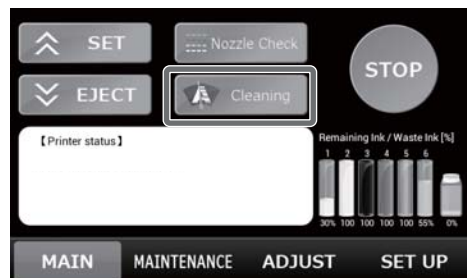 SET
Nozzle Check
STOP
EJECT
Cleaning
【Printer status】
Remaining Ink / Waste Ink [%]
1 2 3 4 5 6
30% 100 100 100 100 55% 0%
MAIN MAINTENANCE ADJUST SET UP